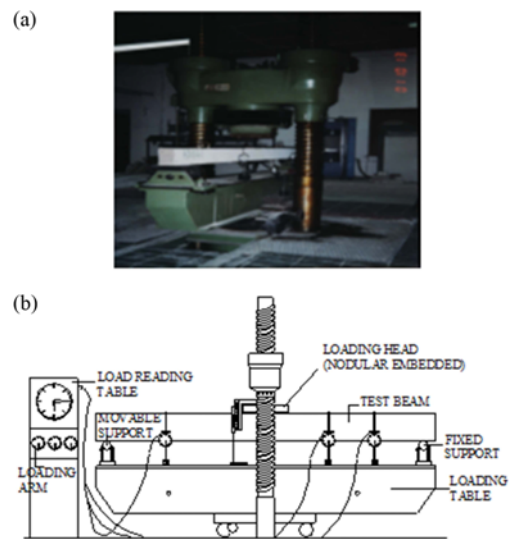 (a)
(b)
LOADING HEAD
(NODULAR EMBEDDED)
LOAD READING
TABLE
TEST BEAM
MOVABLE
SUPPORT
FIXED
SUPPORT
LOADING
ARM
LOADING
TABLE